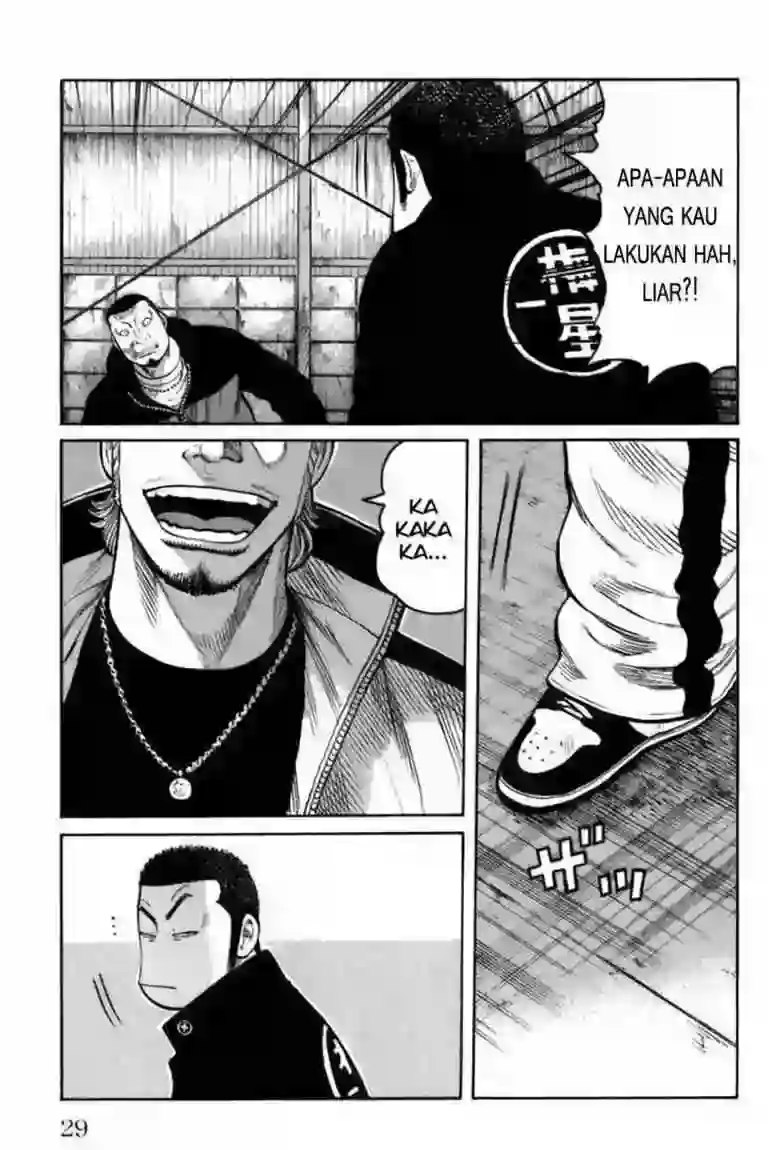 APA-APAAN
YANG KAU
LAKUKAN HAH,
LIAR?!
KA
KAKA
KA...
ザッ
...
29